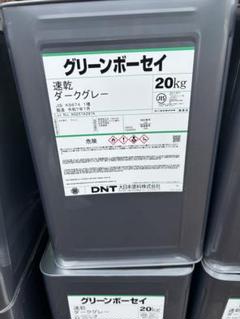 グリーンボーセイ
速乾
ダークグレー
20kg
JIS K5674 1種
危険
DNT 大日本塗料株式会社
グリーンボーセイ
速乾
ダークグレー
20kg